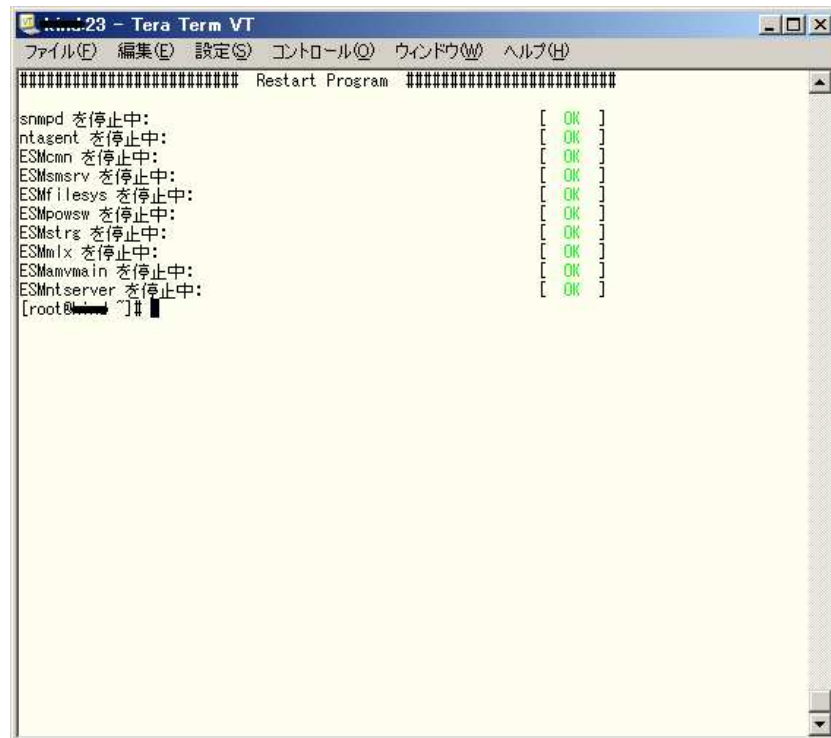 .23 - Tera Term VT
ファイル(F) 編集(E) 設定(S) コントロール(O) ウィンドウ(W) ヘルプ(H)
######################### Restart Program ########################
snmpd を停止中: [ OK ]
ntagent を停止中: [ OK ]
ESMcmn を停止中: [ OK ]
ESMsmsrv を停止中: [ OK ]
ESMfilesys を停止中: [ OK ]
ESMpowsw を停止中: [ OK ]
ESMstrg を停止中: [ OK ]
ESMmlx を停止中: [ OK ]
ESMamvmain を停止中: [ OK ]
ESMntserver を停止中: [ OK ]
[root@ ~]#